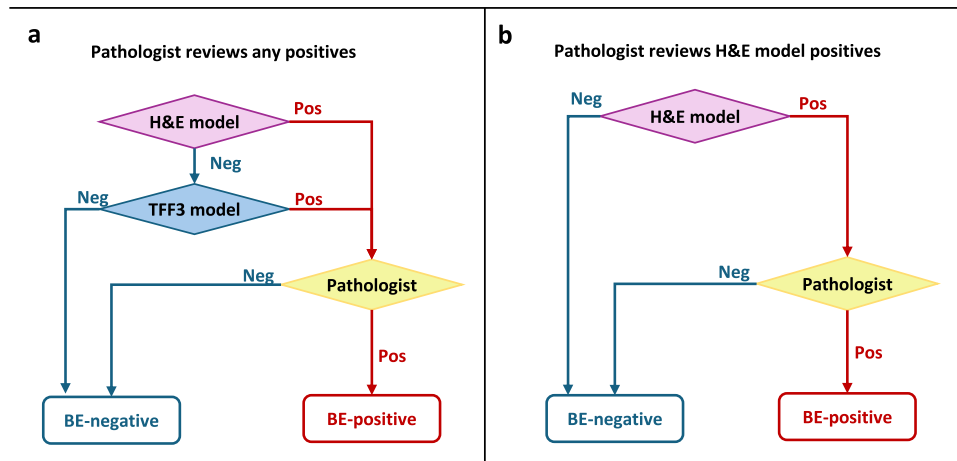 a
Pathologist reviews any positives
H&E model
Pos
Neg
Neg
TFF3 model
Pos
Neg
Pathologist
Pos
BE-negative
BE-positive
b
Pathologist reviews H&E model positives
Neg
H&E model
Pos
Neg
Pathologist
Pos
BE-negative
BE-positive